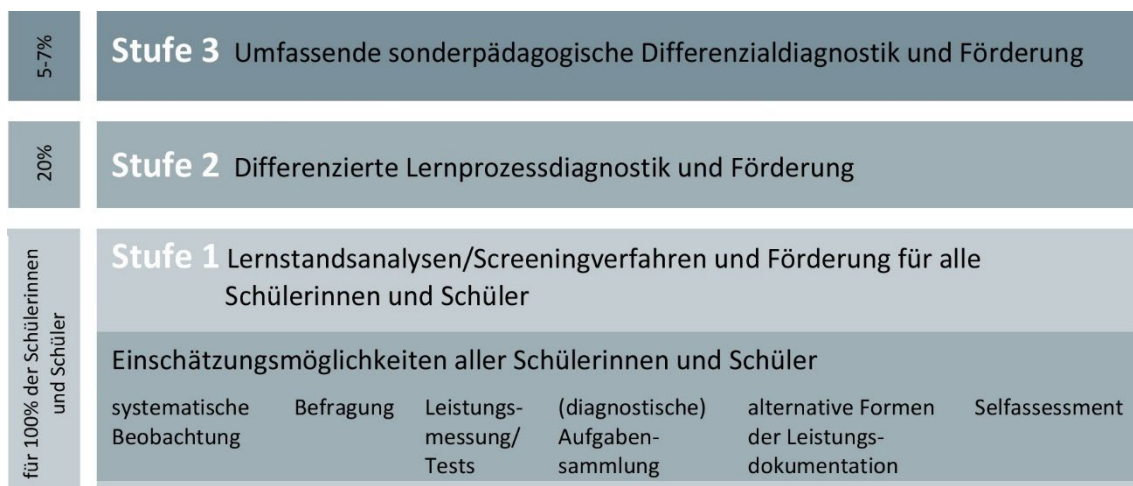 5-7%
Stufe 3 Umfassende sonderpädagogische Differenzialdiagnostik und Förderung
20%
Stufe 2 Differenzierte Lernprozessdiagnostik und Förderung
für 100% der Schülerinnen
und Schüler
Stufe 1 Lernstandsanalysen/Screeningverfahren und Förderung für alle
Schülerinnen und Schüler
Einschätzungsmöglichkeiten aller Schülerinnen und Schüler
systematische
Beobachtung
Befragung
Leistungs-
messung/
Tests
(diagnostische)
Aufgaben-
sammlung
alternative Formen
der Leistungs-
dokumentation
Selfassessment